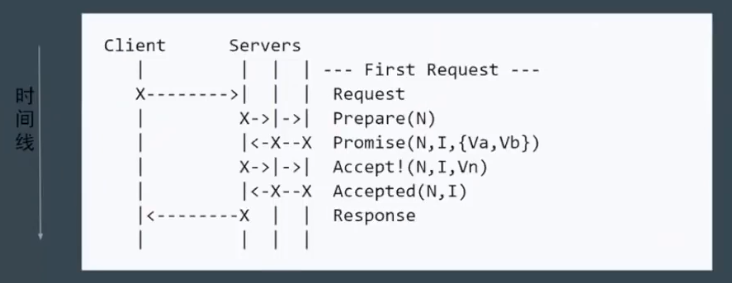 时间线
Client Servers
| | | | --- First Request ---
X-------->| | | Request
| X->|->| Prepare(N)
| |<-X--X Promise(N,I,{Va,Vb})
| X->|->| Accept!(N,I,Vn)
| |<-X--X Accepted(N,I)
|<--------X | | Response
| | | |